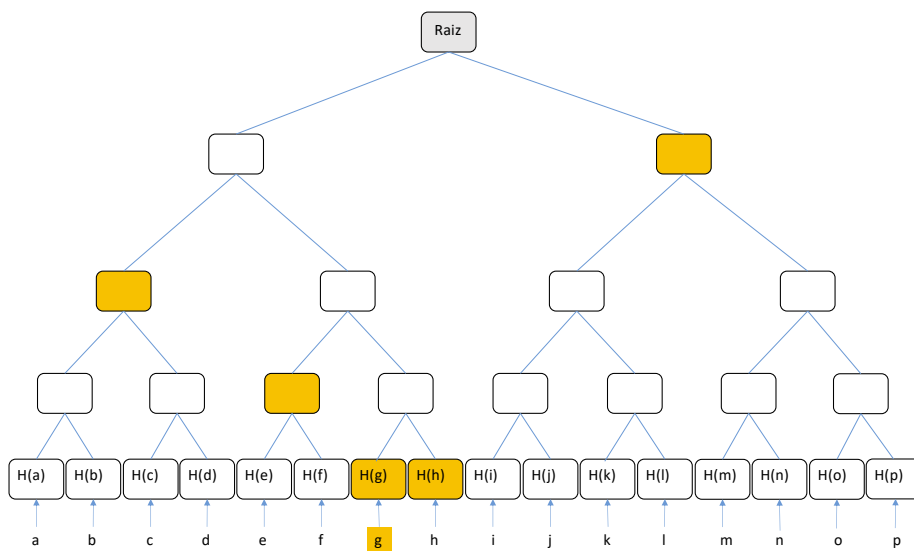 Raiz
H(a) H(b) H(c) H(d) H(e) H(f) H(g) H(h) H(i) H(j) H(k) H(l) H(m) H(n) H(o) H(p)
a b c d e f g h i j k l m n o p